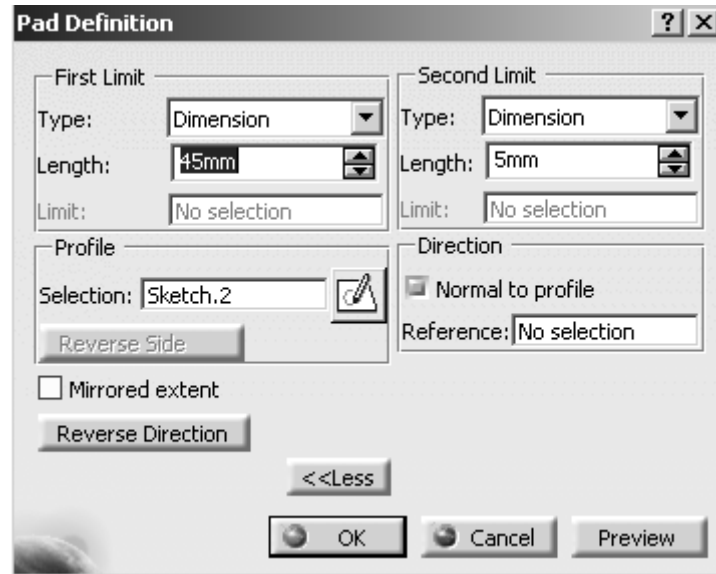 Pad Definition
First Limit
Type: Dimension
Length: 45mm
Limit: No selection
Second Limit
Type: Dimension
Length: 5mm
Limit: No selection
Profile
Selection: Sketch.2
Reverse Side
Direction
Normal to profile
Reference: No selection
Mirrored extent
Reverse Direction
<<Less
OK Cancel Preview